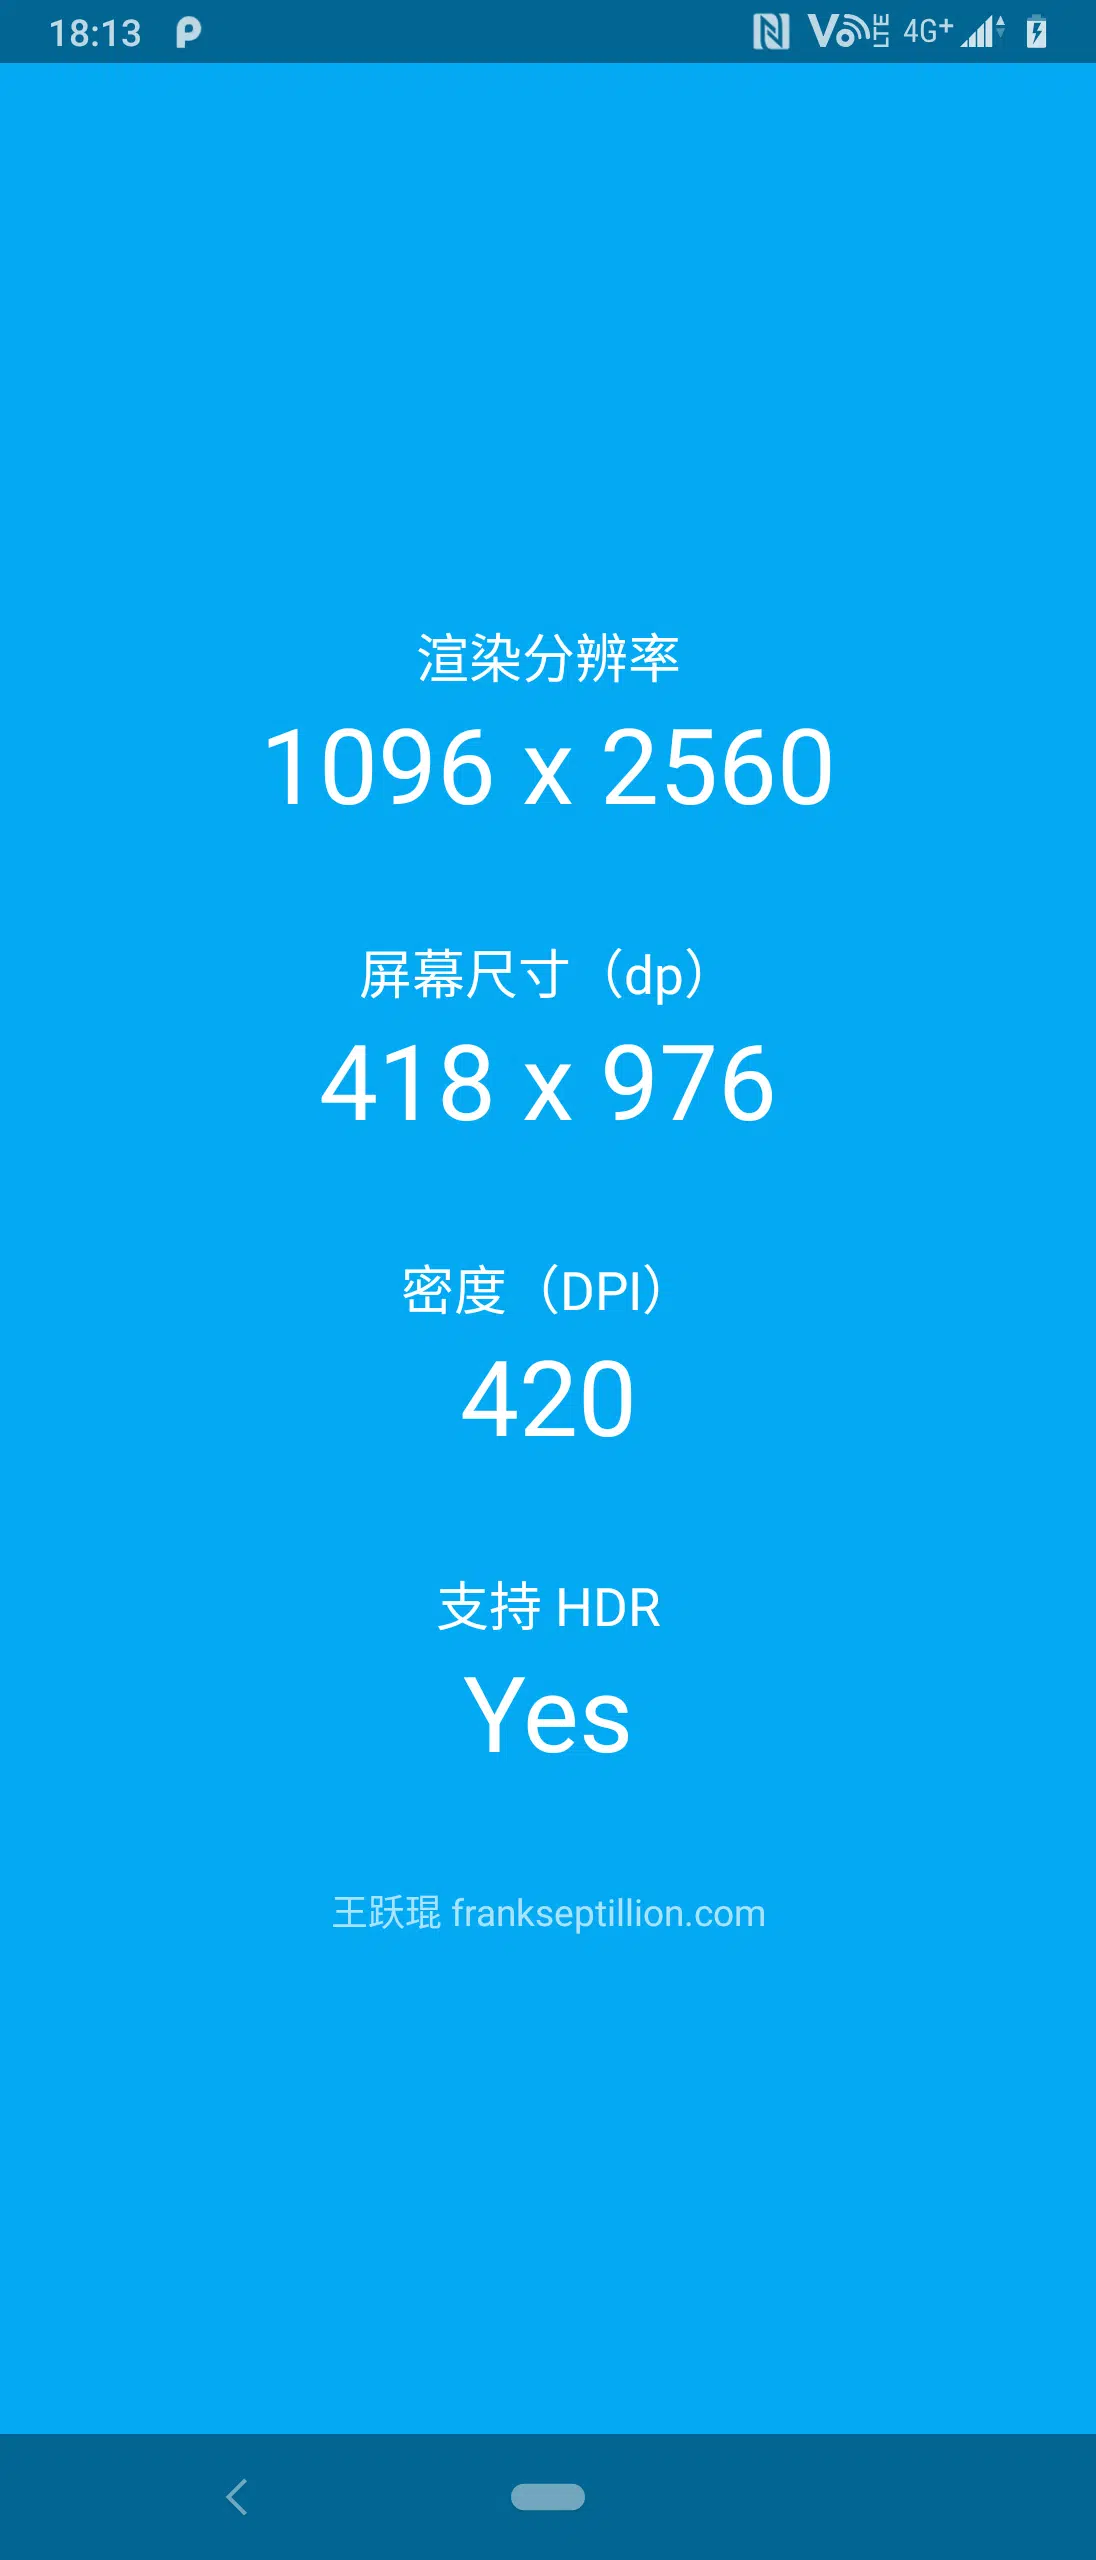 18:13
VoLTE 4G+
渲染分辨率
1096 x 2560
屏幕尺寸（dp）
418 x 976
密度（DPI）
420
支持 HDR
Yes
王跃琨 frankseptillion.com